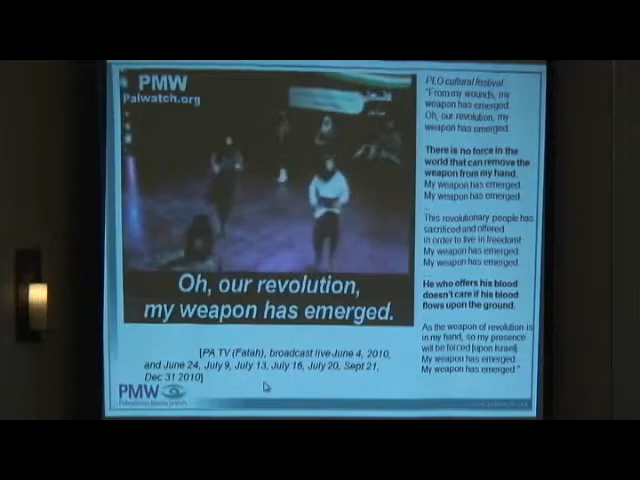 PMW
Palwatch.org
Oh, our revolution,
my weapon has emerged.
[PA TV (Fatah), broadcast live June 4, 2010,
and June 24, July 9, July 13, July 16, July 20, Sept 21,
Dec 31 2010]
PMW
Palestinian Media Watch
PLO cultural festival:
"From my wounds, my
weapon has emerged.
Oh, our revolution, my
weapon has emerged.
There is no force in the
world that can remove the
weapon from my hand.
My weapon has emerged.
My weapon has emerged.
...
This revolutionary people has
sacrificed and offered
in order to live in freedom!
My weapon has emerged.
My weapon has emerged.
...
He who offers his blood
doesn't care if his blood
flows upon the ground.
As the weapon of revolution is
in my hand, so my presence
will be forced [upon Israel].
My weapon has emerged.
My weapon has emerged."